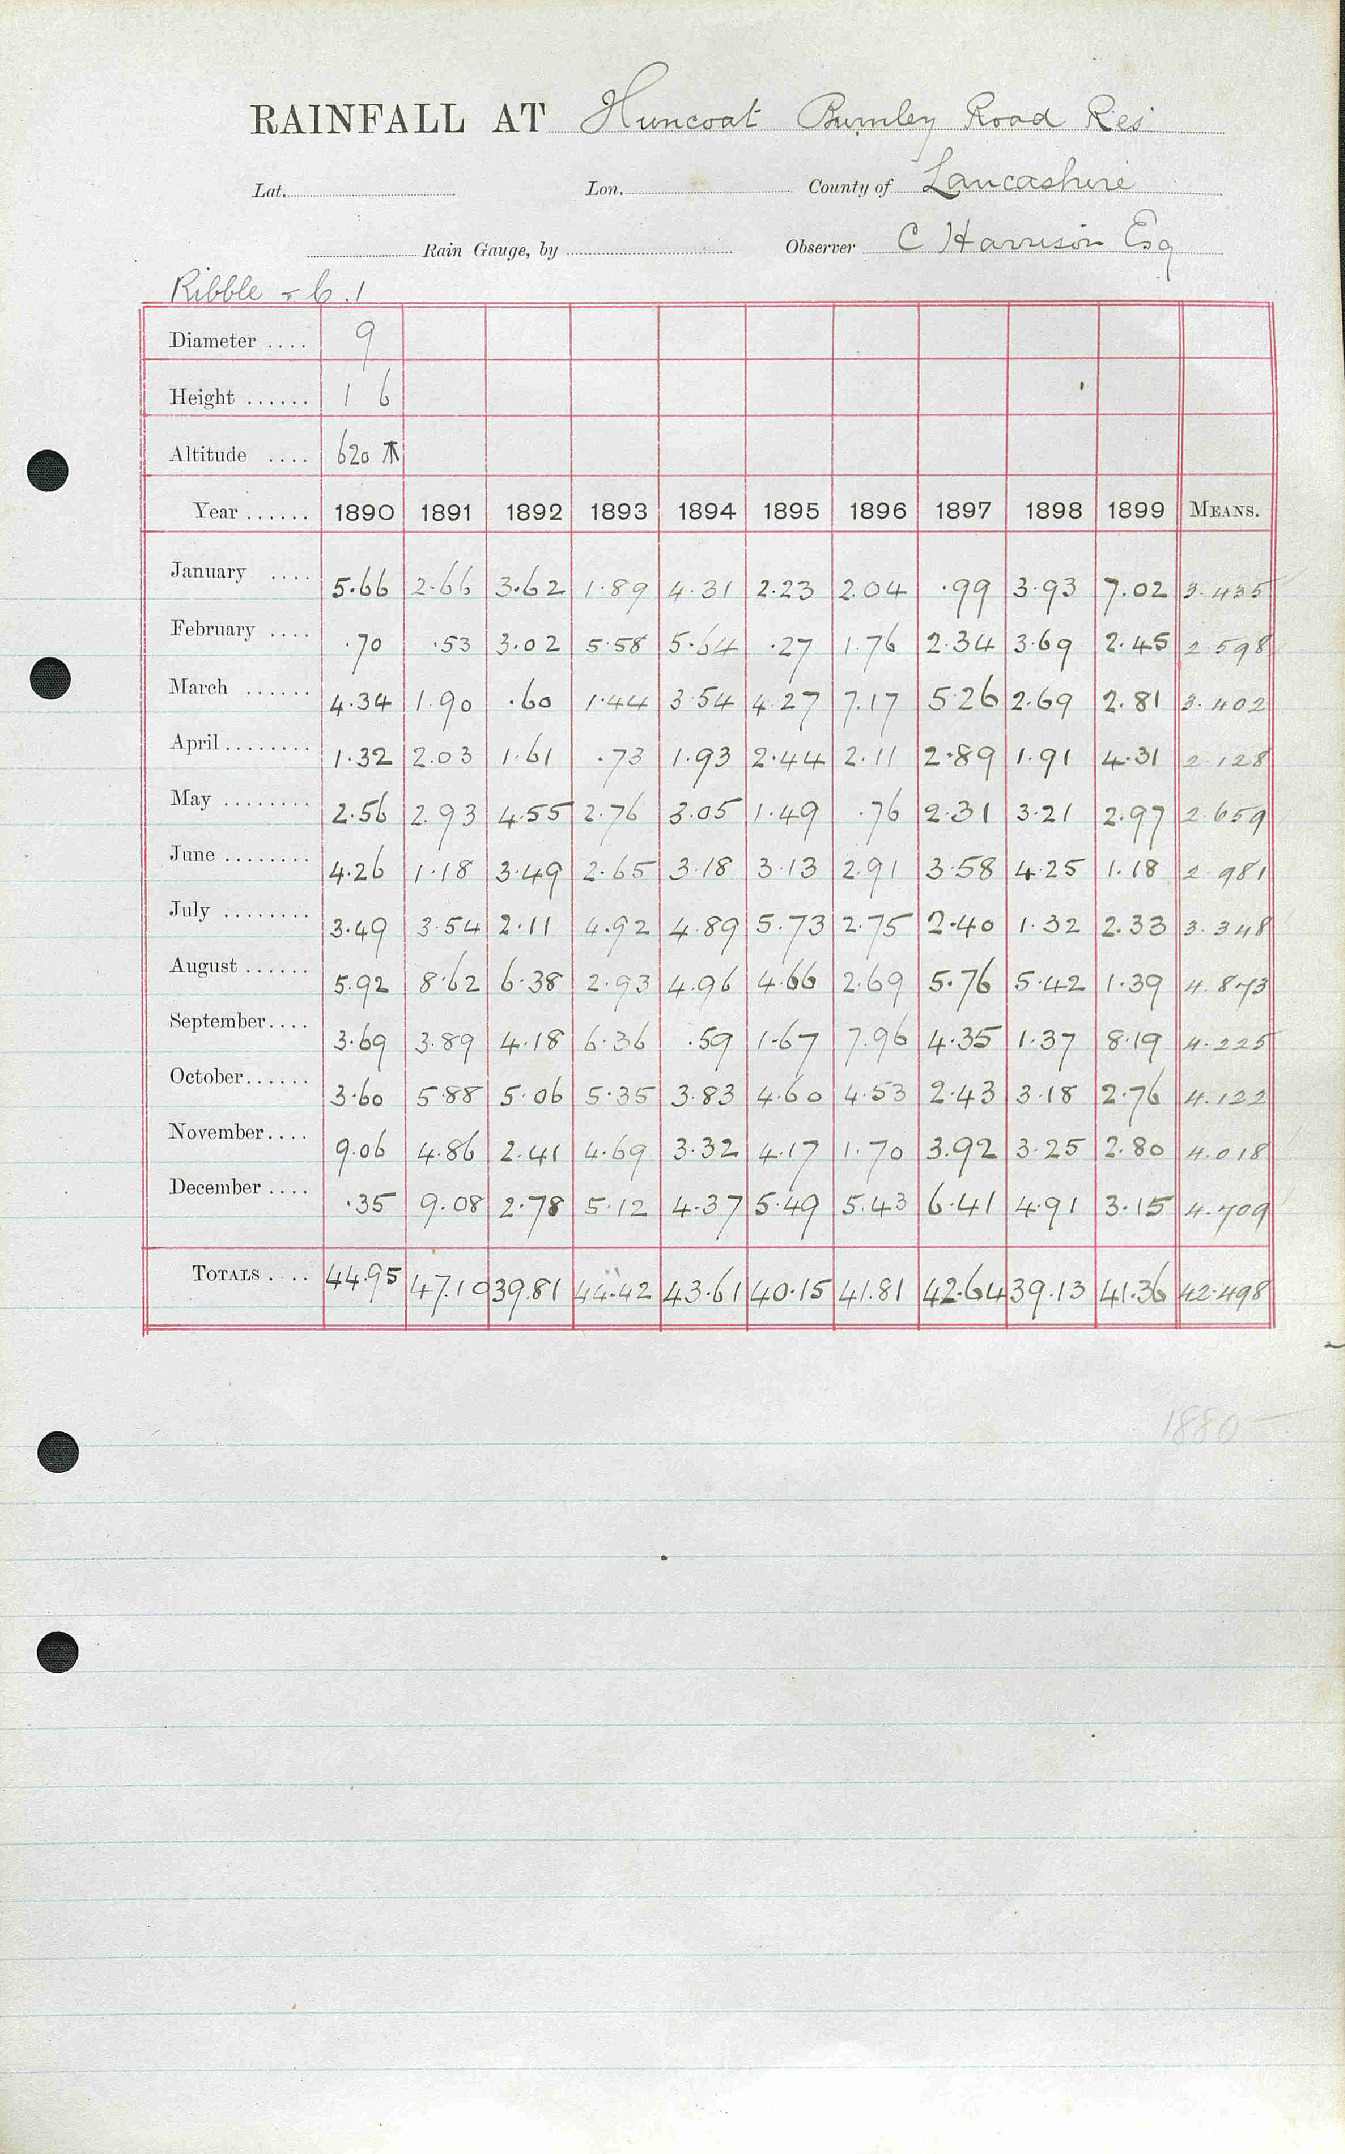 RAINFALL AT Huncoat Burnley Road Res
Lat. Lon. County of Lancashire
Rain Gauge, by Observer C Harrison Esq
Ribble - 6.1
Diameter .... 9
Height ...... 1 6
Altitude .... 620
Year ...... 1890 1891 1892 1893 1894 1895 1896 1897 1898 1899 MEANS.
January .... 5.66 2.66 3.62 1.89 4.31 2.23 2.04 .99 3.93 7.02 3.435
February .... .70 .53 3.02 5.58 5.64 .27 1.76 2.34 3.69 2.45 2.598
March ...... 4.34 1.90 .60 1.44 3.54 4.27 7.17 5.26 2.69 2.81 3.402
April ........ 1.32 2.03 1.61 .73 1.93 2.44 2.11 2.89 1.91 4.31 2.128
May ........ 2.56 2.93 4.55 2.76 3.05 1.49 .76 2.31 3.21 2.97 2.659
June ........ 4.26 1.18 3.49 2.65 3.18 3.13 2.91 3.58 4.25 1.18 2.981
July ........ 3.49 3.54 2.11 4.92 4.89 5.73 2.75 2.40 1.32 2.33 3.348
August ...... 5.92 8.62 6.38 2.93 4.96 4.66 2.69 5.76 5.42 1.39 4.873
September.... 3.69 3.89 4.18 6.36 .59 1.67 7.96 4.35 1.37 8.19 4.225
October...... 3.60 5.88 5.06 5.35 3.83 4.60 4.53 2.43 3.18 2.76 4.122
November.... 9.06 4.86 2.41 4.69 3.32 4.17 1.70 3.92 3.25 2.80 4.018
December .... .35 9.08 2.78 5.12 4.37 5.49 5.43 6.41 4.91 3.15 4.709
TOTALS .... 44.95 47.10 39.81 44.42 43.61 40.15 41.81 42.64 39.13 41.36 42.498
1880 -